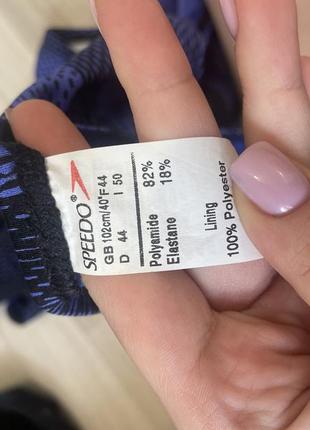 SPEEDO®
GB 102cm/40" F 44
D 44 I 50
Polyamide 82%
Elastane 18%
Lining
100% Polyester